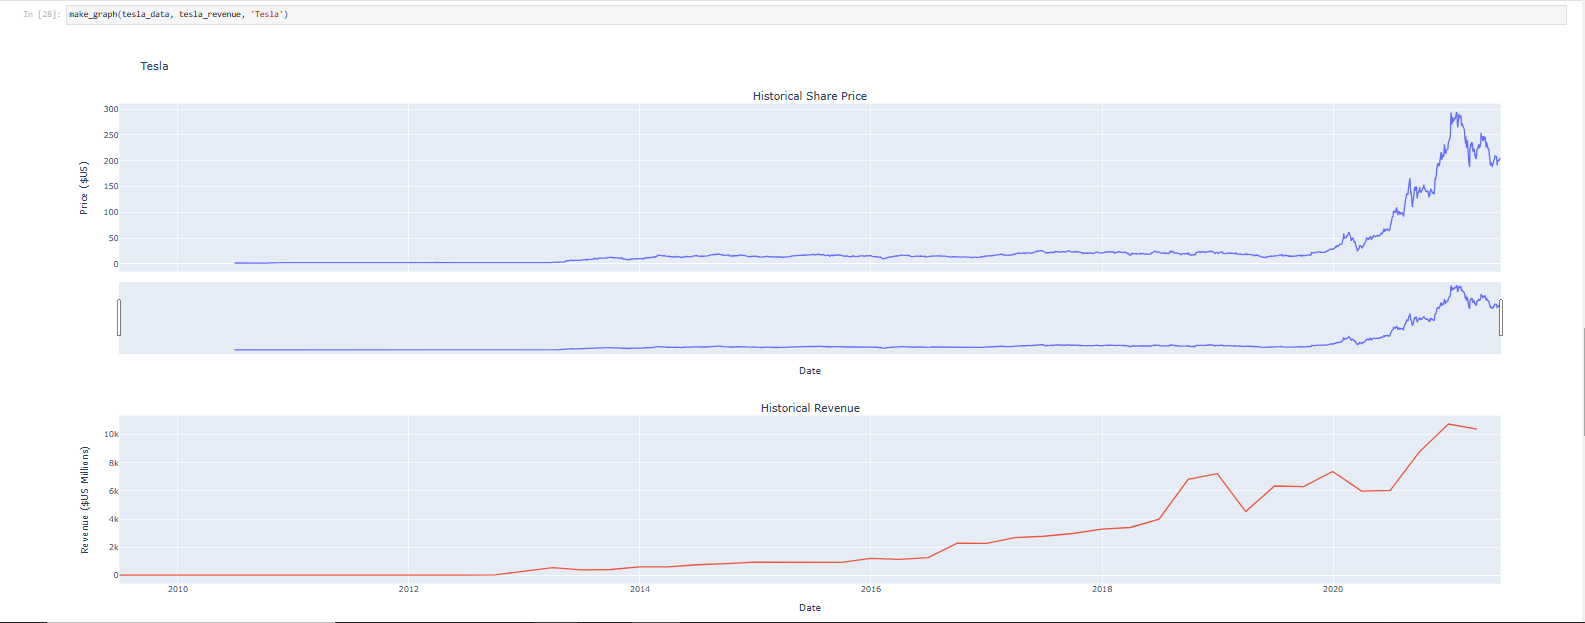 In [28]: make_graph(tesla_data, tesla_revenue, 'Tesla')
Tesla
Historical Share Price
300
250
200
150
100
50
0
Price ($US)
Date
Historical Revenue
10k
8k
6k
4k
2k
0
Revenue ($US Millions)
2010 2012 2014 2016 2018 2020
Date